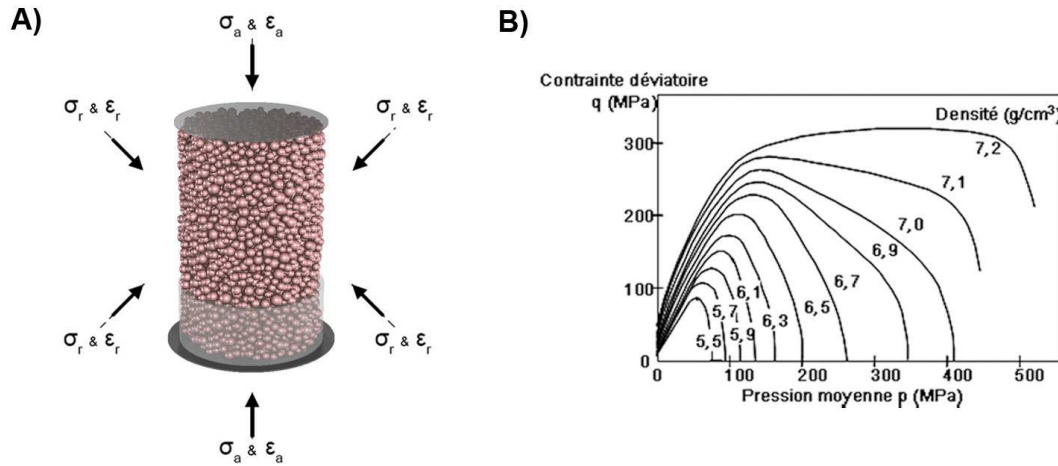 A)
σa & εa
σr & εr
σr & εr
σr & εr
σr & εr
σa & εa
B)
Contrainte déviatoire
q (MPa)
Densité (g/cm³)
300
200
100
0
7,2
7,1
7,0
6,9
6,7
6,5
6,3
6,1
5,9
5,7
5,5
0 100 200 300 400 500
Pression moyenne p (MPa)